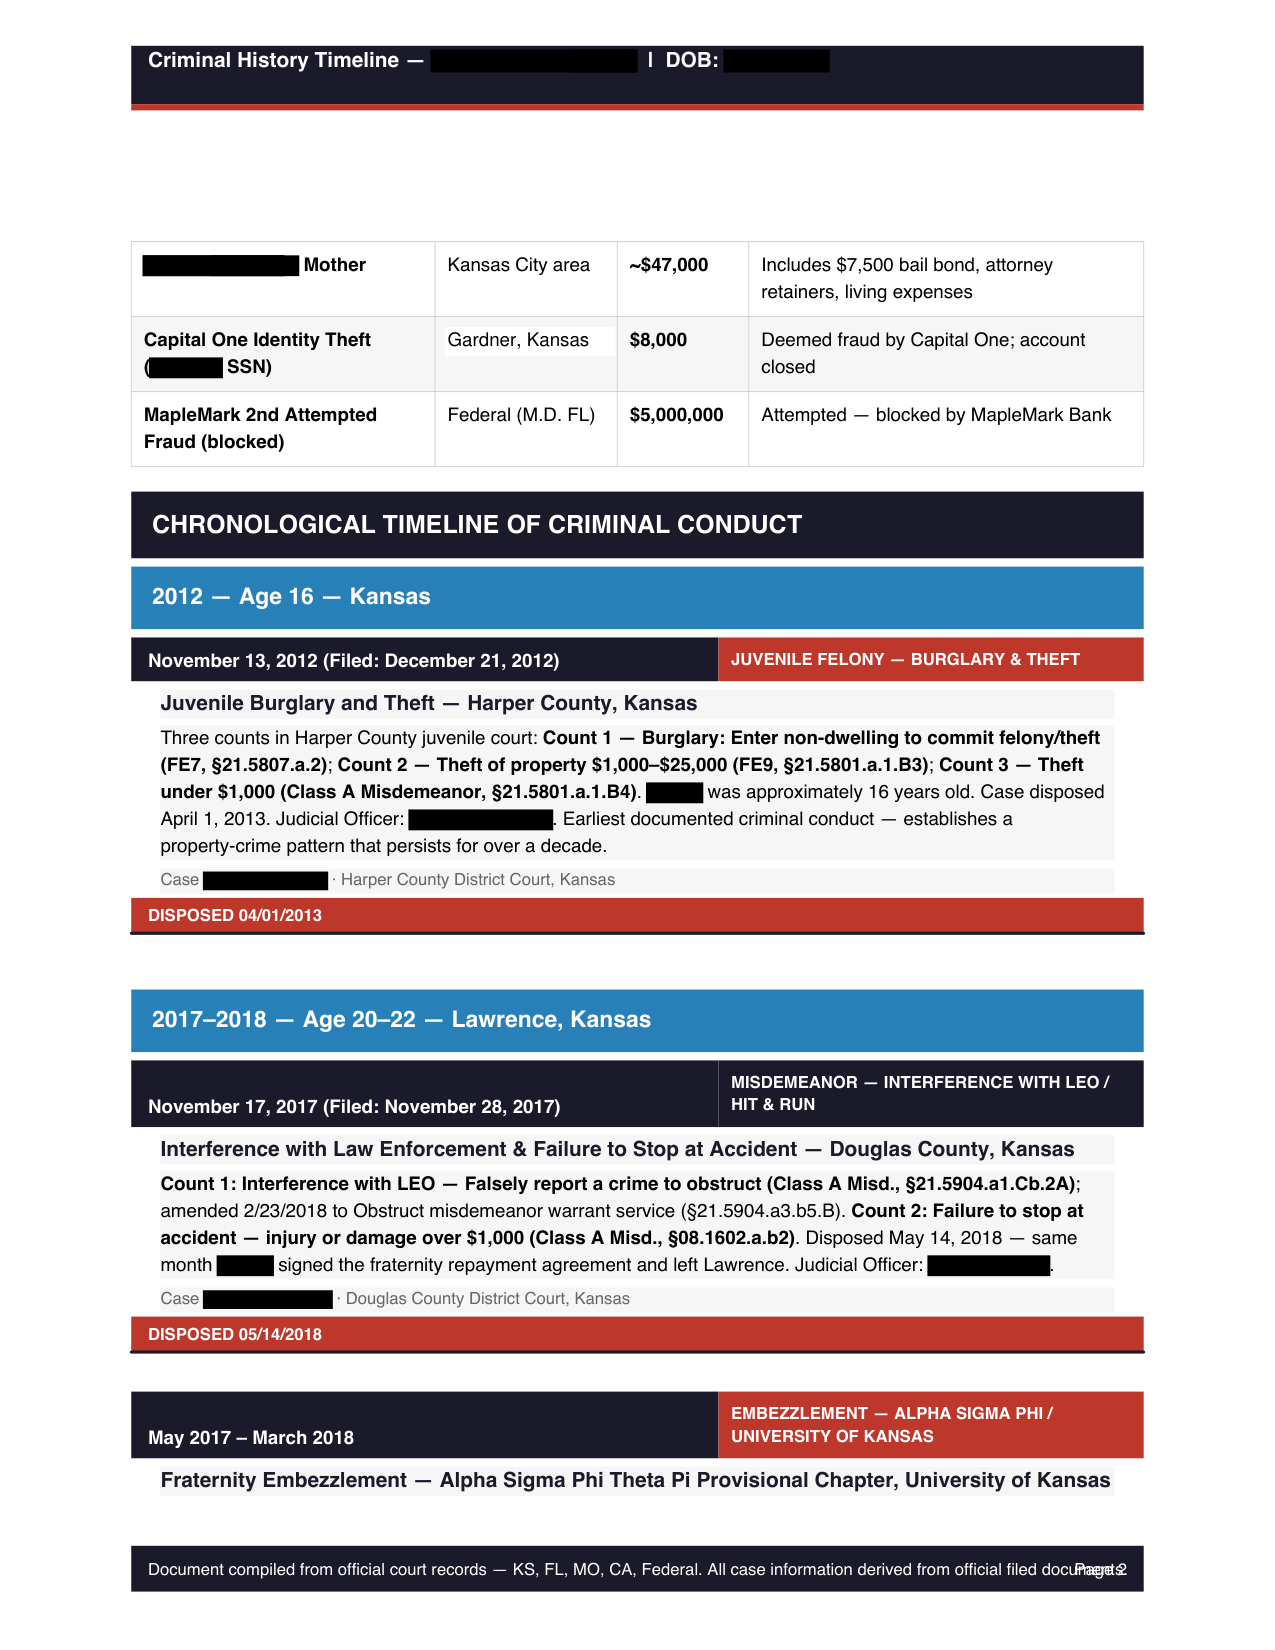 Criminal History Timeline — | DOB:
Mother Kansas City area ~$47,000 Includes $7,500 bail bond, attorney
retainers, living expenses
Capital One Identity Theft Gardner, Kansas $8,000 Deemed fraud by Capital One; account
( SSN) closed
MapleMark 2nd Attempted Federal (M.D. FL) $5,000,000 Attempted — blocked by MapleMark Bank
Fraud (blocked)
CHRONOLOGICAL TIMELINE OF CRIMINAL CONDUCT
2012 — Age 16 — Kansas
November 13, 2012 (Filed: December 21, 2012) JUVENILE FELONY — BURGLARY & THEFT
Juvenile Burglary and Theft — Harper County, Kansas
Three counts in Harper County juvenile court: Count 1 — Burglary: Enter non-dwelling to commit felony/theft
(FE7, §21.5807.a.2); Count 2 — Theft of property $1,000–$25,000 (FE9, §21.5801.a.1.B3); Count 3 — Theft
under $1,000 (Class A Misdemeanor, §21.5801.a.1.B4). was approximately 16 years old. Case disposed
April 1, 2013. Judicial Officer: . Earliest documented criminal conduct — establishes a
property-crime pattern that persists for over a decade.
Case · Harper County District Court, Kansas
DISPOSED 04/01/2013
2017–2018 — Age 20–22 — Lawrence, Kansas
November 17, 2017 (Filed: November 28, 2017) MISDEMEANOR — INTERFERENCE WITH LEO /
HIT & RUN
Interference with Law Enforcement & Failure to Stop at Accident — Douglas County, Kansas
Count 1: Interference with LEO — Falsely report a crime to obstruct (Class A Misd., §21.5904.a1.Cb.2A);
amended 2/23/2018 to Obstruct misdemeanor warrant service (§21.5904.a3.b5.B). Count 2: Failure to stop at
accident — injury or damage over $1,000 (Class A Misd., §08.1602.a.b2). Disposed May 14, 2018 — same
month signed the fraternity repayment agreement and left Lawrence. Judicial Officer: .
Case · Douglas County District Court, Kansas
DISPOSED 05/14/2018
May 2017 – March 2018 EMBEZZLEMENT — ALPHA SIGMA PHI /
UNIVERSITY OF KANSAS
Fraternity Embezzlement — Alpha Sigma Phi Theta Pi Provisional Chapter, University of Kansas
Document compiled from official court records — KS, FL, MO, CA, Federal. All case information derived from official filed documents. Page 2